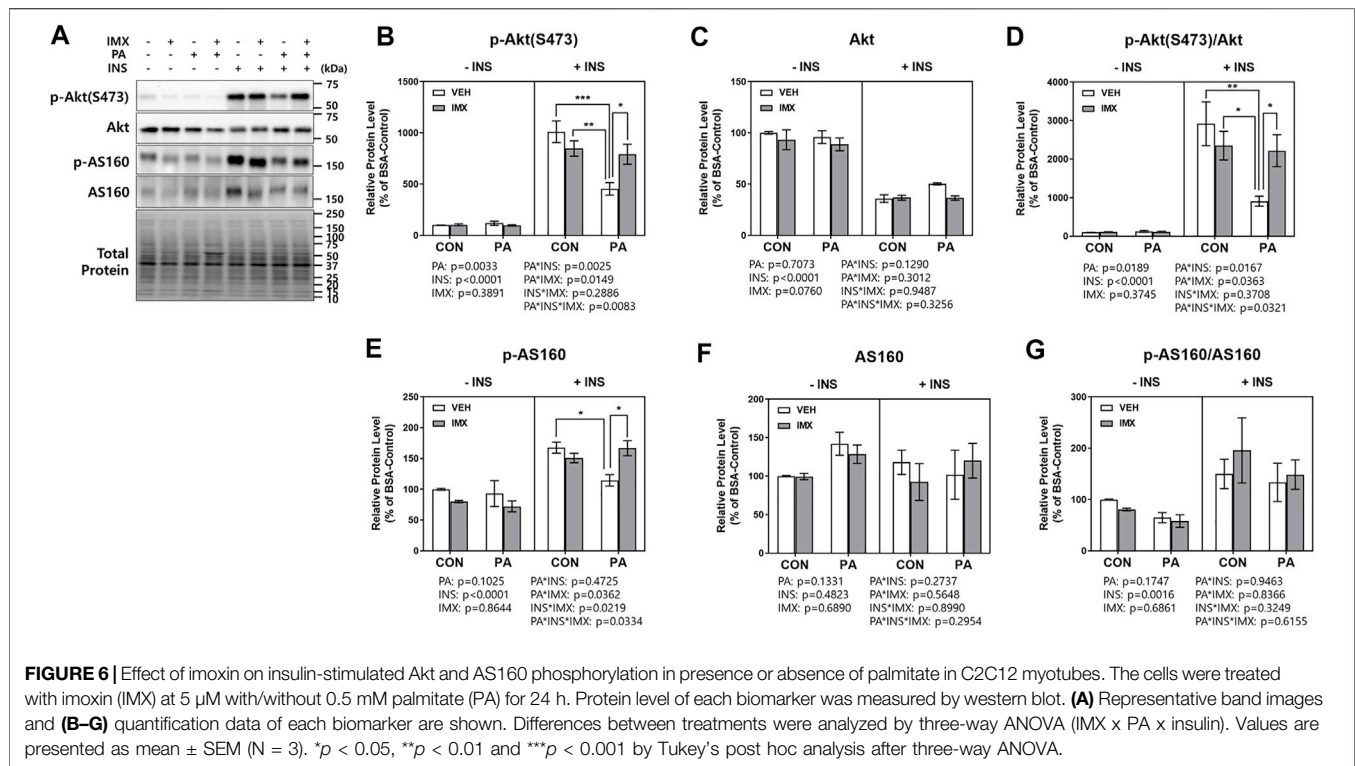 A
IMX - + - + - + - +
PA - - + + - - + +
INS - - - - + + + + (kDa)
p-Akt(S473)
75
50
Akt
50
p-AS160
150
AS160
150
Total
Protein
250
150
100
75
50
37
25
20
15
10
B
p-Akt(S473)
- INS + INS
Relative Protein Level
(% of BSA-Control)
1500
1000
500
0
VEH
IMX
*** *
**
CON PA CON PA
PA: p=0.0033 PA*INS: p=0.0025
INS: p<0.0001 PA*IMX: p=0.0149
IMX: p=0.3891 INS*IMX: p=0.2886
PA*INS*IMX: p=0.0083
C
Akt
- INS + INS
Relative Protein Level
(% of BSA-Control)
150
100
50
0
VEH
IMX
CON PA CON PA
PA: p=0.7073 PA*INS: p=0.1290
INS: p<0.0001 PA*IMX: p=0.3012
IMX: p=0.0760 INS*IMX: p=0.9487
PA*INS*IMX: p=0.3256
D
p-Akt(S473)/Akt
- INS + INS
Relative Protein Level
(% of BSA-Control)
4000
3000
2000
1000
0
VEH
IMX
**
* *
CON PA CON PA
PA: p=0.0189 PA*INS: p=0.0167
INS: p<0.0001 PA*IMX: p=0.0363
IMX: p=0.3745 INS*IMX: p=0.3708
PA*INS*IMX: p=0.0321
E
p-AS160
- INS + INS
Relative Protein Level
(% of BSA-Control)
250
200
150
100
50
0
VEH
IMX
* *
CON PA CON PA
PA: p=0.1025 PA*INS: p=0.4725
INS: p<0.0001 PA*IMX: p=0.0362
IMX: p=0.8644 INS*IMX: p=0.0219
PA*INS*IMX: p=0.0334
F
AS160
- INS + INS
Relative Protein Level
(% of BSA-Control)
200
150
100
50
0
VEH
IMX
CON PA CON PA
PA: p=0.1331 PA*INS: p=0.2737
INS: p=0.4823 PA*IMX: p=0.5648
IMX: p=0.6890 INS*IMX: p=0.8990
PA*INS*IMX: p=0.2954
G
p-AS160/AS160
- INS + INS
Relative Protein Level
(% of BSA-Control)
300
200
100
0
VEH
IMX
CON PA CON PA
PA: p=0.1747 PA*INS: p=0.9463
INS: p=0.0016 PA*IMX: p=0.8366
IMX: p=0.6861 INS*IMX: p=0.3249
PA*INS*IMX: p=0.6155
FIGURE 6 | Effect of imoxin on insulin-stimulated Akt and AS160 phosphorylation in presence or absence of palmitate in C2C12 myotubes. The cells were treated
with imoxin (IMX) at 5 µM with/without 0.5 mM palmitate (PA) for 24 h. Protein level of each biomarker was measured by western blot. (A) Representative band images
and (B–G) quantification data of each biomarker are shown. Differences between treatments were analyzed by three-way ANOVA (IMX x PA x insulin). Values are
presented as mean ± SEM (N = 3). *p < 0.05, **p < 0.01 and ***p < 0.001 by Tukey's post hoc analysis after three-way ANOVA.